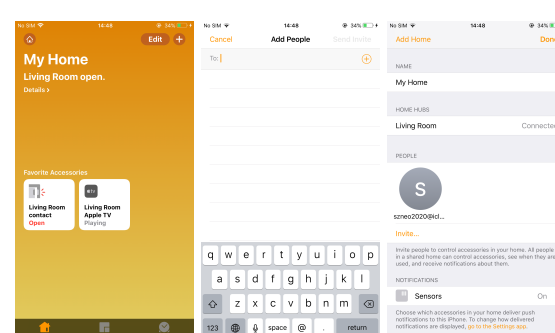 No SIM
14:48
34%
Edit
My Home
Living Room open.
Details >
Favorite Accessories
Living Room
contact
Open
tv
Living Room
Apple TV
Playing
No SIM
14:48
34%
Cancel
Add People
Send Invite
To:
q w e r t y u i o p
a s d f g h j k l
z x c v b n m
123
space
@
.
return
No SIM
14:48
34%
Add Home
Done
NAME
My Home
HOME HUBS
Living Room
Connected
PEOPLE
S
szneo2020@icl...
Invite...
Invite people to control accessories in your home. All people
in a shared home can control accessories, see when they are
used, and receive notifications about them.
NOTIFICATIONS
Sensors
On
Choose which accessories in your home deliver push
notifications to this iPhone. To change how delivered
notifications are displayed, go to the Settings app.